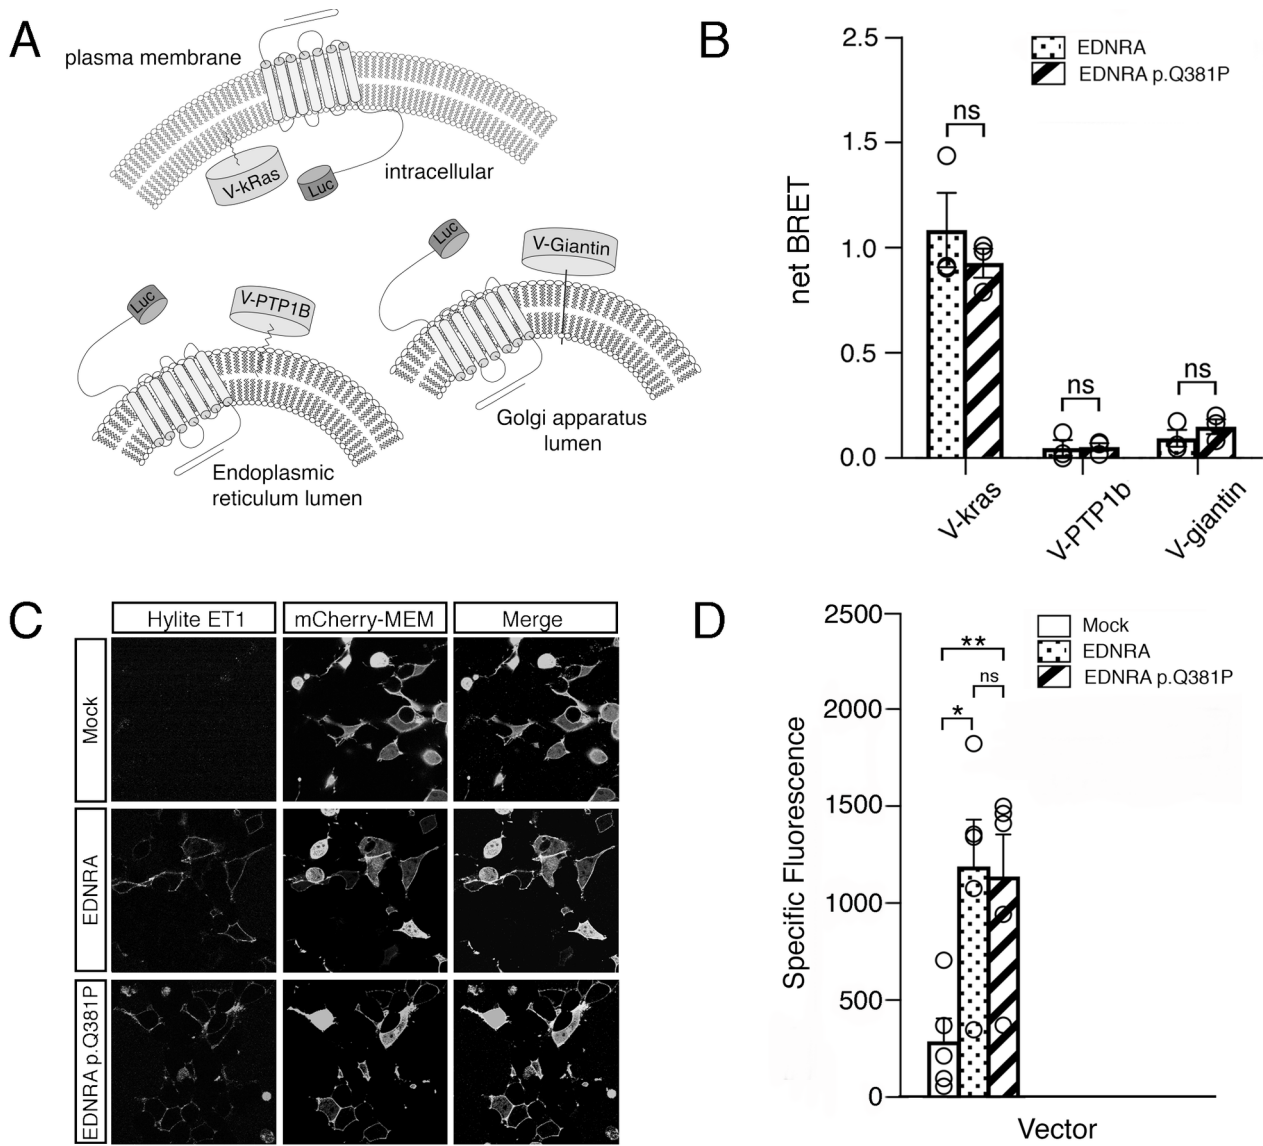 A
plasma membrane
V-kRas
Luc
intracellular
Luc
V-Giantin
Luc
V-PTP1B
Golgi apparatus
lumen
Endoplasmic
reticulum lumen
B
2.5
1.5
1.0
0.5
0.0
net BRET
EDNRA
EDNRA p.Q381P
ns
ns
ns
V-kras
V-PTP1b
V-giantin
C
Hylite ET1
mCherry-MEM
Merge
Mock
EDNRA
EDNRA p.Q381P
D
2500
2000
1500
1000
500
0
Specific Fluorescence
Mock
EDNRA
EDNRA p.Q381P
**
ns
*
Vector